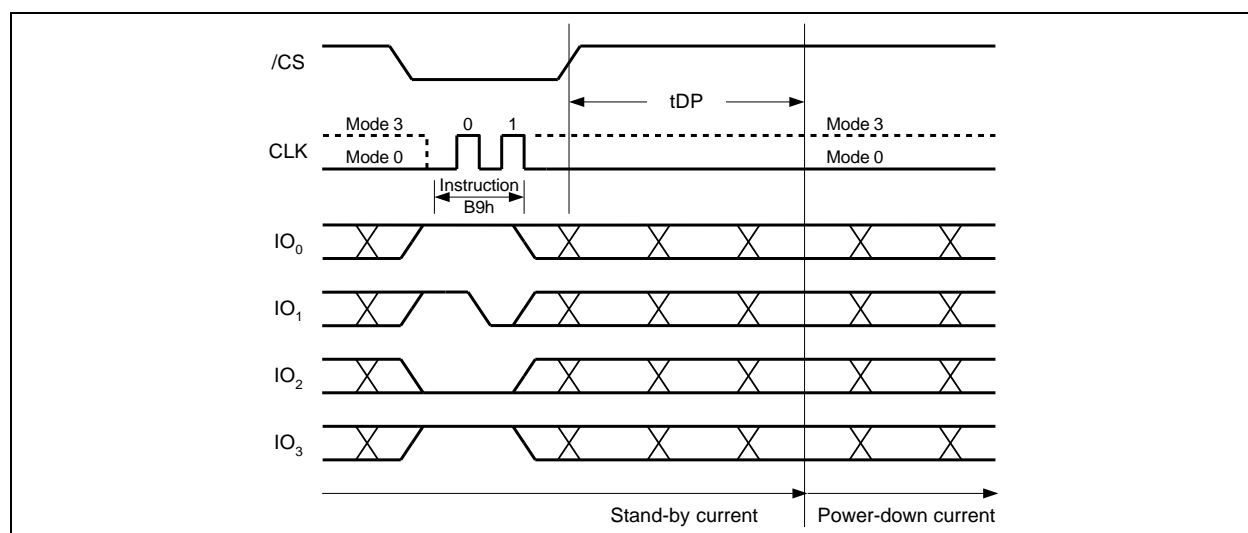 /CS
tDP
Mode 3 0 1 Mode 3
CLK
Mode 0 Mode 0
Instruction
B9h
IO0
IO1
IO2
IO3
Stand-by current Power-down current